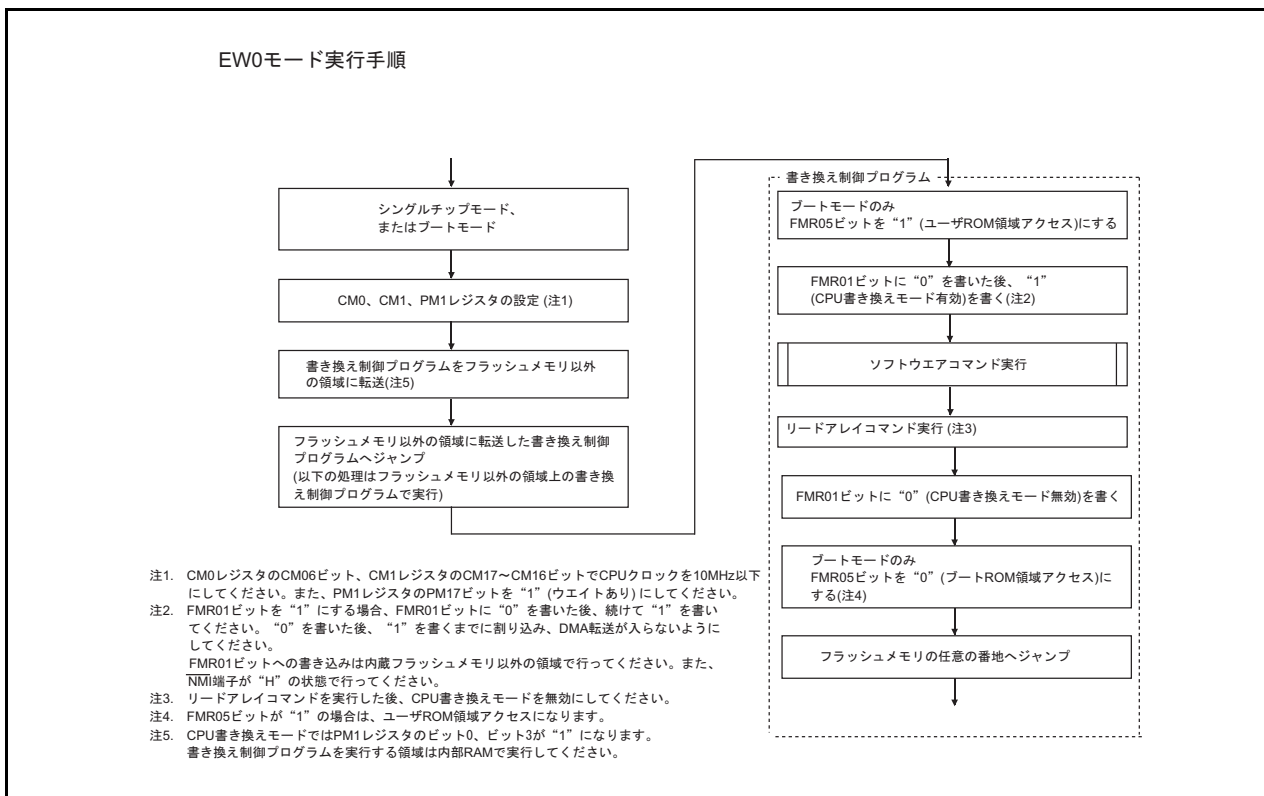 EW0モード実行手順
シングルチップモード、
またはブートモード
CM0、CM1、PM1レジスタの設定 (注1)
書き換え制御プログラムをフラッシュメモリ以外
の領域に転送(注5)
フラッシュメモリ以外の領域に転送した書き換え制御
プログラムへジャンプ
(以下の処理はフラッシュメモリ以外の領域上の書き換
え制御プログラムで実行)
書き換え制御プログラム
ブートモードのみ
FMR05ビットを“1” (ユーザROM領域アクセス)にする
FMR01ビットに“0”を書いた後、“1”
(CPU書き換えモード有効)を書く(注2)
ソフトウエアコマンド実行
リードアレイコマンド実行 (注3)
FMR01ビットに“0” (CPU書き換えモード無効)を書く
ブートモードのみ
FMR05ビットを“0” (ブートROM領域アクセス)に
する(注4)
フラッシュメモリの任意の番地へジャンプ
注1. CM0レジスタのCM06ビット、CM1レジスタのCM17～CM16ビットでCPUクロックを10MHz以下
にしてください。また、PM1レジスタのPM17ビットを“1” (ウエイトあり) にしてください。
注2. FMR01ビットを“1”にする場合、FMR01ビットに“0”を書いた後、続けて“1”を書い
てください。“0”を書いた後、“1”を書くまでに割り込み、DMA転送が入らないように
してください。
FMR01ビットへの書き込みは内蔵フラッシュメモリ以外の領域で行ってください。また、
NMI端子が“H”の状態で行ってください。
注3. リードアレイコマンドを実行した後、CPU書き換えモードを無効にしてください。
注4. FMR05ビットが“1”の場合は、ユーザROM領域アクセスになります。
注5. CPU書き換えモードではPM1レジスタのビット0、ビット3が“1”になります。
書き換え制御プログラムを実行する領域は内部RAMで実行してください。